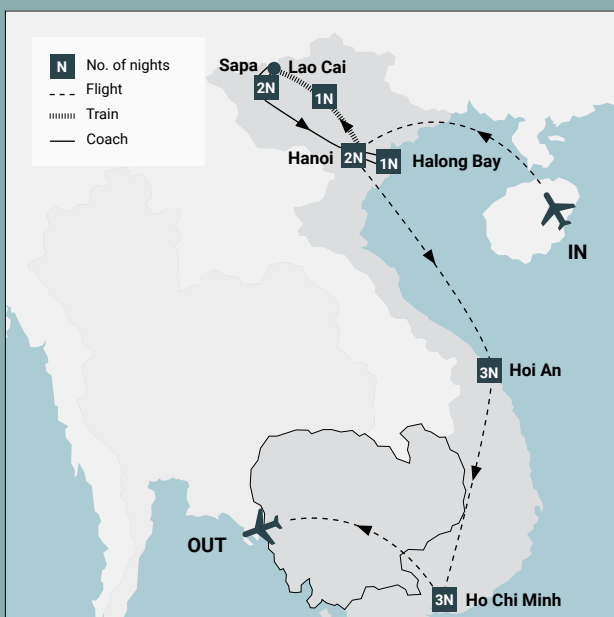 N No. of nights
Flight
Train
Coach
Sapa
Lao Cai
2N
1N
Hanoi
2N
1N
Halong Bay
IN
3N
Hoi An
OUT
3N
Ho Chi Minh